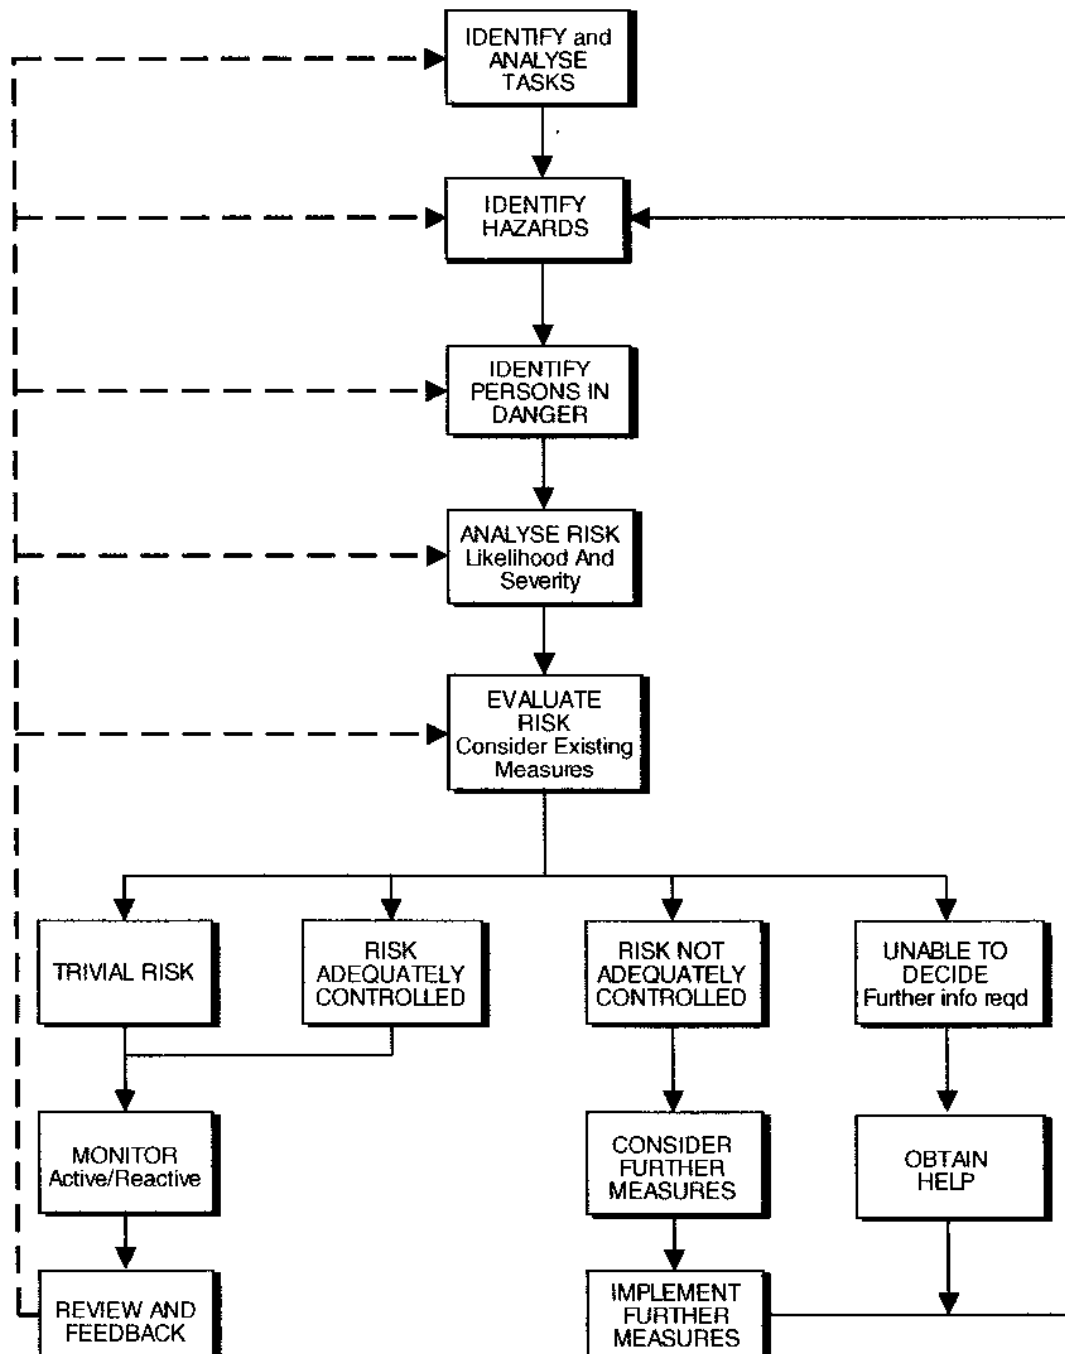 IDENTIFY and
ANALYSE
TASKS
IDENTIFY
HAZARDS
IDENTIFY
PERSONS IN
DANGER
ANALYSE RISK
Likelihood And
Severity
EVALUATE
RISK
Consider Existing
Measures
TRIVIAL RISK
RISK
ADEQUATELY
CONTROLLED
RISK NOT
ADEQUATELY
CONTROLLED
UNABLE TO
DECIDE
Further info reqd
MONITOR
Active/Reactive
CONSIDER
FURTHER
MEASURES
OBTAIN
HELP
REVIEW AND
FEEDBACK
IMPLEMENT
FURTHER
MEASURES